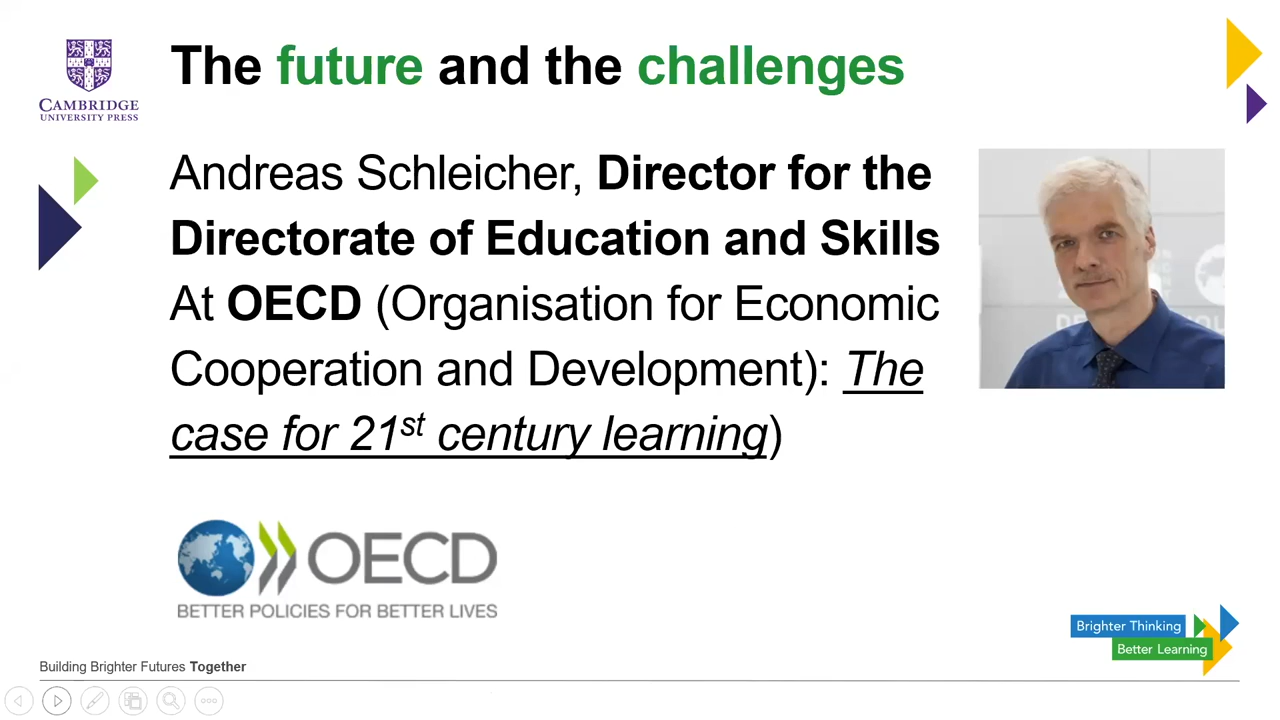 The future and the challenges
CAMBRIDGE
UNIVERSITY PRESS
Andreas Schleicher, Director for the
Directorate of Education and Skills
At OECD (Organisation for Economic
Cooperation and Development): The
case for 21st century learning)
OECD
BETTER POLICIES FOR BETTER LIVES
Brighter Thinking
Better Learning
Building Brighter Futures Together